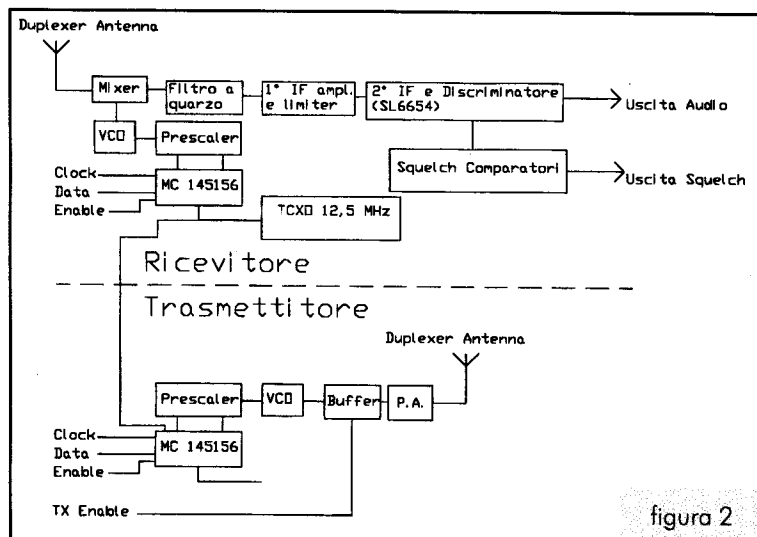 Duplexer Antenna
Mixer
Filtro a
quarzo
1° IF ampl.
e limiter
2° IF e Discriminatore
(SL6654)
Uscita Audio
VCO
Prescaler
Squelch Comparatori
Uscita Squelch
Clock
Data
Enable
MC 145156
TCXO 12,5 MHz
Ricevitore
Trasmettitore
Duplexer Antenna
Prescaler
VCO
Buffer
P.A.
Clock
Data
Enable
MC 145156
TX Enable
figura 2